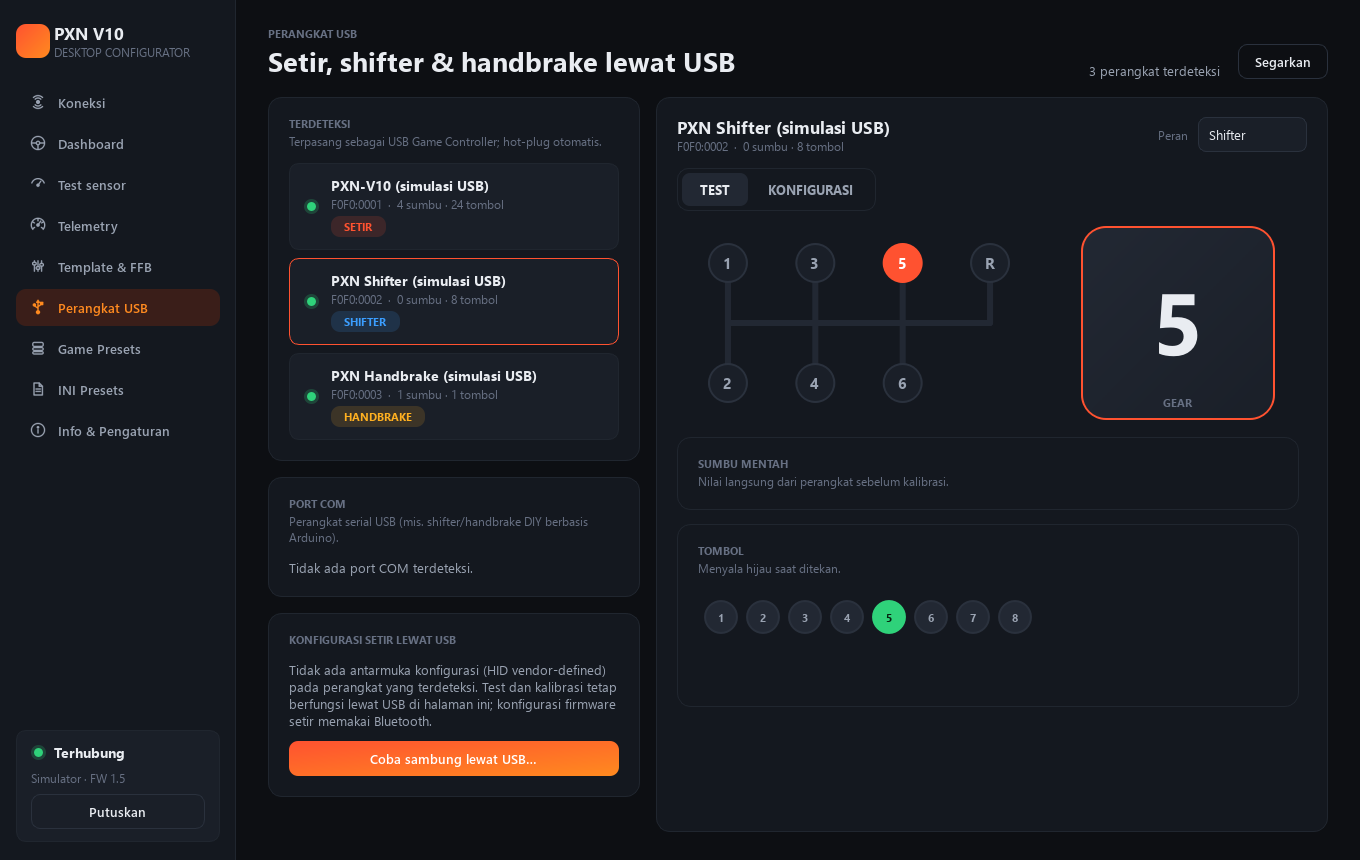 PXN V10
DESKTOP CONFIGURATOR
Koneksi
Dashboard
Test sensor
Telemetry
Template & FFB
Perangkat USB
Game Presets
INI Presets
Info & Pengaturan
Terhubung
Simulator · FW 1.5
Putuskan
PERANGKAT USB
Setir, shifter & handbrake lewat USB
3 perangkat terdeteksi
Segarkan
TERDETEKSI
Terpasang sebagai USB Game Controller; hot-plug otomatis.
PXN-V10 (simulasi USB)
F0F0:0001 · 4 sumbu · 24 tombol
SETIR
PXN Shifter (simulasi USB)
F0F0:0002 · 0 sumbu · 8 tombol
SHIFTER
PXN Handbrake (simulasi USB)
F0F0:0003 · 1 sumbu · 1 tombol
HANDBRAKE
PORT COM
Perangkat serial USB (mis. shifter/handbrake DIY berbasis
Arduino).
Tidak ada port COM terdeteksi.
KONFIGURASI SETIR LEWAT USB
Tidak ada antarmuka konfigurasi (HID vendor-defined)
pada perangkat yang terdeteksi. Test dan kalibrasi tetap
berfungsi lewat USB di halaman ini; konfigurasi firmware
setir memakai Bluetooth.
Coba sambung lewat USB...
PXN Shifter (simulasi USB)
F0F0:0002 · 0 sumbu · 8 tombol
Peran
Shifter
TEST
KONFIGURASI
1 3 5 R
2 4 6
5
GEAR
SUMBU MENTAH
Nilai langsung dari perangkat sebelum kalibrasi.
TOMBOL
Menyala hijau saat ditekan.
1 2 3 4 5 6 7 8